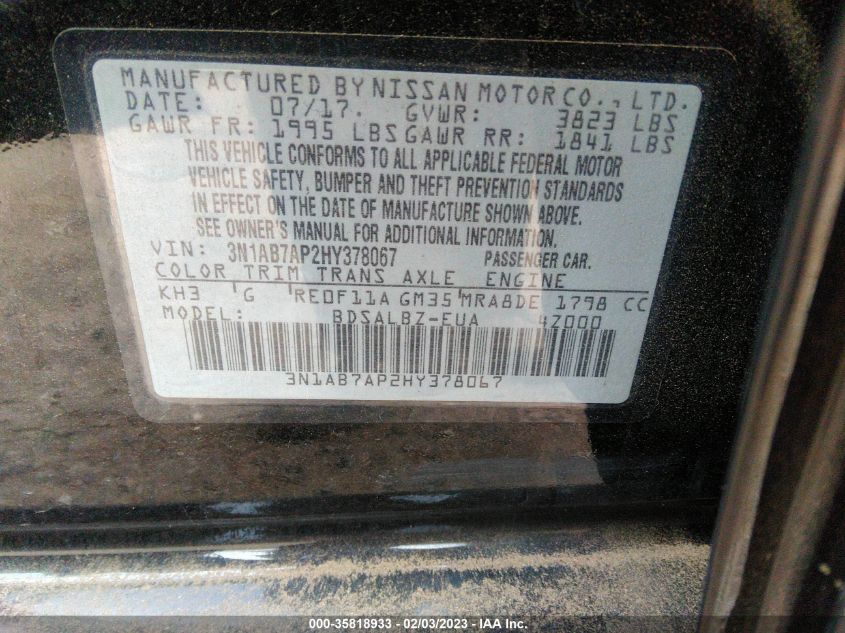 MANUFACTURED BY NISSAN MOTOR CO., LTD.
DATE: 07/17. GVWR: 3823 LBS
GAWR FR: 1995 LBS GAWR RR: 1841 LBS
THIS VEHICLE CONFORMS TO ALL APPLICABLE FEDERAL MOTOR
VEHICLE SAFETY, BUMPER AND THEFT PREVENTION STANDARDS
IN EFFECT ON THE DATE OF MANUFACTURE SHOWN ABOVE.
SEE OWNER'S MANUAL FOR ADDITIONAL INFORMATION.
VIN: 3N1AB7AP2HY378067 PASSENGER CAR.
COLOR TRIM TRANS AXLE ENGINE
KH3 'G 'RE0F11A GM35'MRA8DE 1798 CC
MODEL: BDSALBZ-EUA 4Z000
3N1AB7AP2HY378067
000-35818933 - 02/03/2023 - IAA Inc.